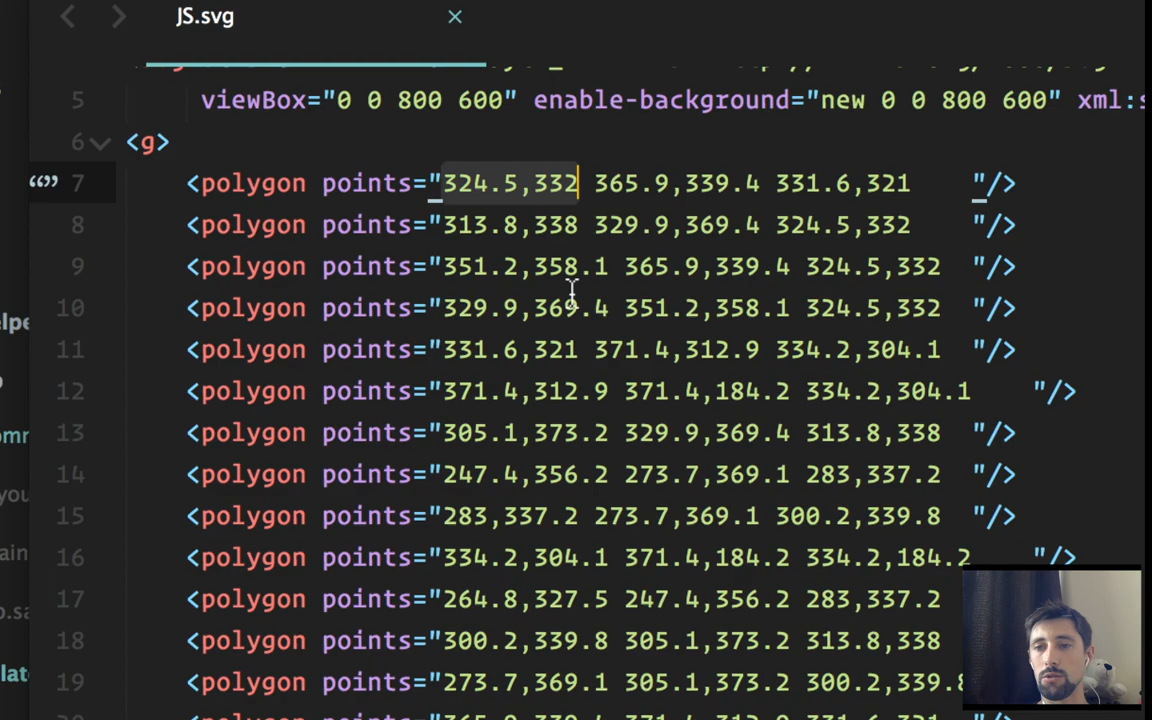 JS.svg
5 viewBox="0 0 800 600" enable-background="new 0 0 800 600" xml:s
6 <g>
7 <polygon points="324.5,332 365.9,339.4 331.6,321 "/>
8 <polygon points="313.8,338 329.9,369.4 324.5,332 "/>
9 <polygon points="351.2,358.1 365.9,339.4 324.5,332 "/>
10 <polygon points="329.9,369.4 351.2,358.1 324.5,332 "/>
11 <polygon points="331.6,321 371.4,312.9 334.2,304.1 "/>
12 <polygon points="371.4,312.9 371.4,184.2 334.2,304.1 "/>
13 <polygon points="305.1,373.2 329.9,369.4 313.8,338 "/>
14 <polygon points="247.4,356.2 273.7,369.1 283,337.2 "/>
15 <polygon points="283,337.2 273.7,369.1 300.2,339.8 "/>
16 <polygon points="334.2,304.1 371.4,184.2 334.2,184.2 "/>
17 <polygon points="264.8,327.5 247.4,356.2 283,337.2
18 <polygon points="300.2,339.8 305.1,373.2 313.8,338
19 <polygon points="273.7,369.1 305.1,373.2 300.2,339.8